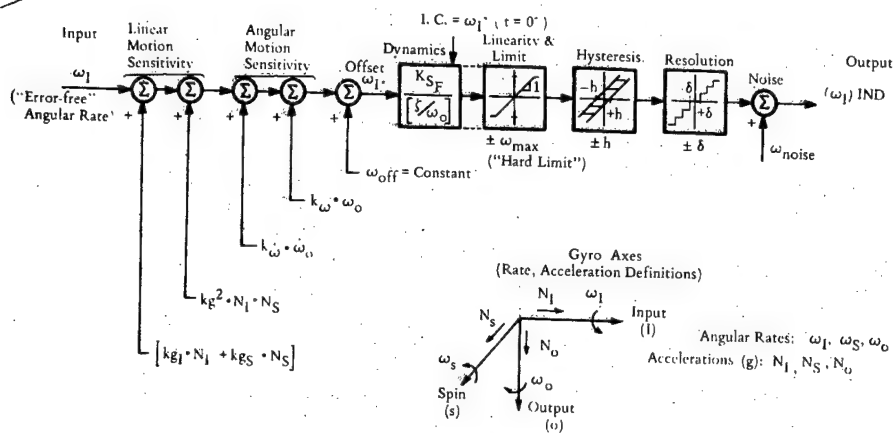 I. C. = ωI* ( t = 0⁻ )
Input
Linear Motion Sensitivity
Angular Motion Sensitivity
Offset
Dynamics
Linearity & Limit
Hysteresis
Resolution
Noise
Output
ωI
("Error-free" Angular Rate)
Σ
Σ
Σ
Σ
Σ
ωI*
KSF
[ξ/ωo]
1
-h
+h
δ
+δ
Σ
(ωI) IND
+
+
+
+
+
+
± ωmax
("Hard Limit")
± h
± δ
ωnoise
ωoff = Constant
kω • ωo
kω̇ • ω̇o
kg² • NI • NS
[kgI • NI + kgS • NS]
Gyro Axes
(Rate, Acceleration Definitions)
NI
ωI
Ns
Input
(I)
No
ωs
ωo
Spin
(s)
Output
(o)
Angular Rates: ωI, ωS, ωo
Accelerations (g): NI, NS, NO